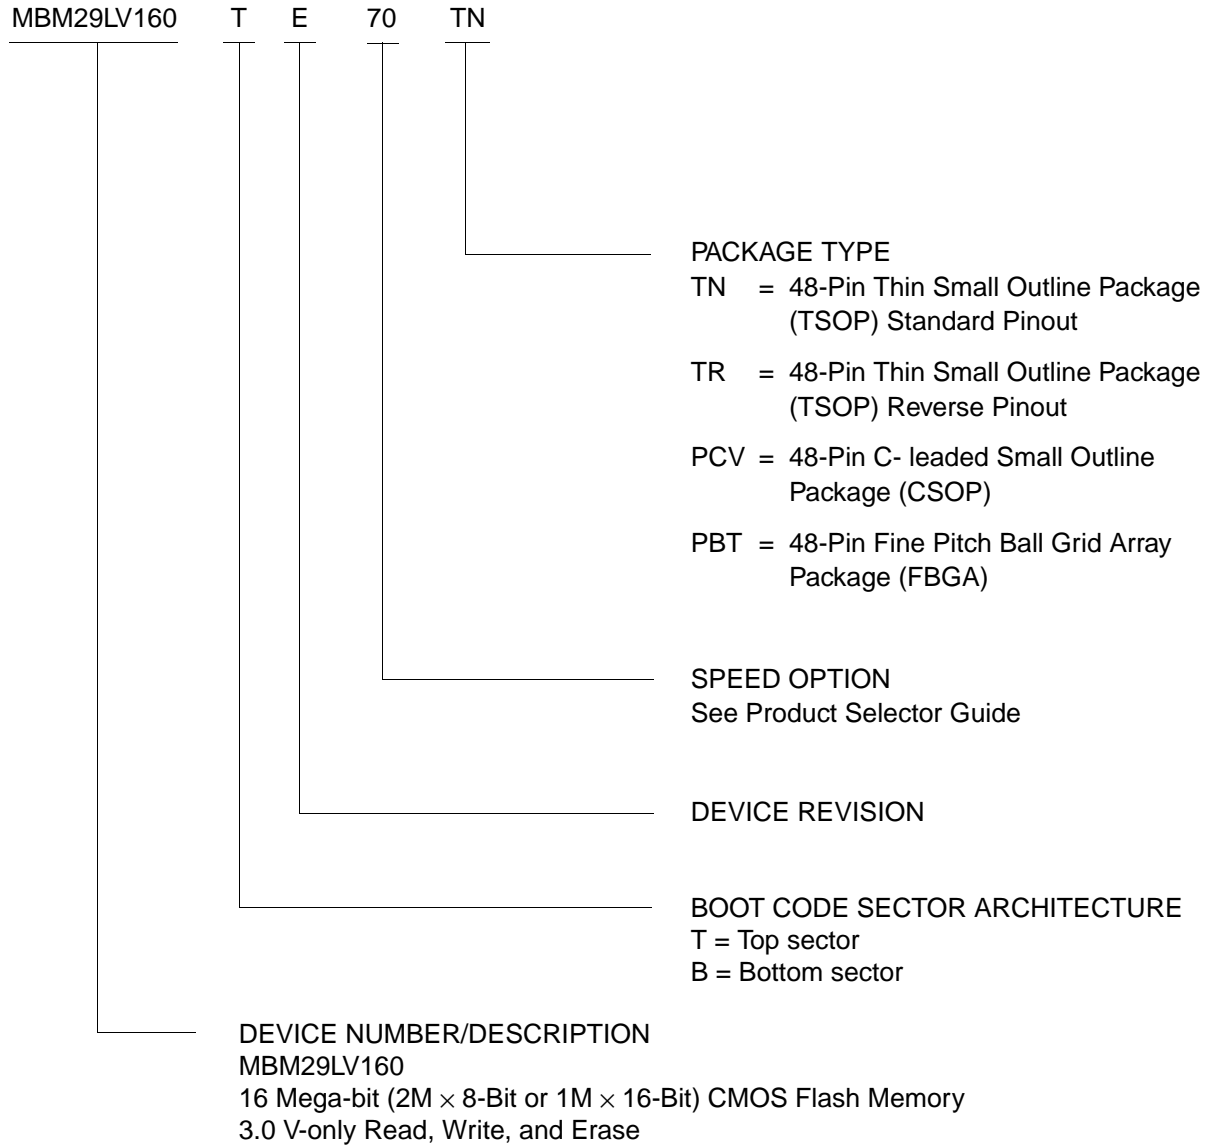 MBM29LV160 T E 70 TN
PACKAGE TYPE
TN = 48-Pin Thin Small Outline Package
(TSOP) Standard Pinout
TR = 48-Pin Thin Small Outline Package
(TSOP) Reverse Pinout
PCV = 48-Pin C- leaded Small Outline
Package (CSOP)
PBT = 48-Pin Fine Pitch Ball Grid Array
Package (FBGA)
SPEED OPTION
See Product Selector Guide
DEVICE REVISION
BOOT CODE SECTOR ARCHITECTURE
T = Top sector
B = Bottom sector
DEVICE NUMBER/DESCRIPTION
MBM29LV160
16 Mega-bit (2M × 8-Bit or 1M × 16-Bit) CMOS Flash Memory
3.0 V-only Read, Write, and Erase